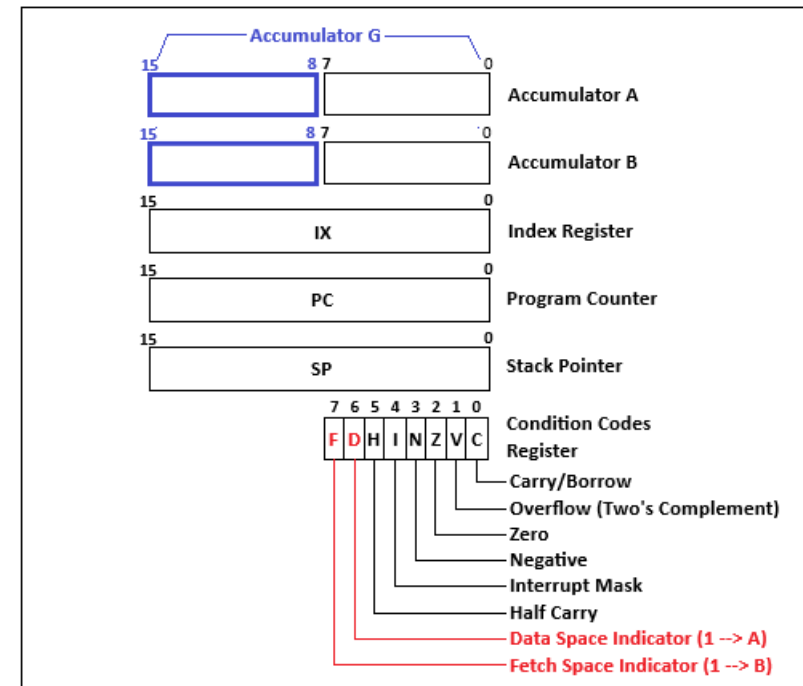 Accumulator G
15 8 7 0
Accumulator A
15 8 7 0
Accumulator B
15 0
IX Index Register
15 0
PC Program Counter
15 0
SP Stack Pointer
7 6 5 4 3 2 1 0
F D H I N Z V C
Condition Codes
Register
Carry/Borrow
Overflow (Two's Complement)
Zero
Negative
Interrupt Mask
Half Carry
Data Space Indicator (1 --> A)
Fetch Space Indicator (1 --> B)